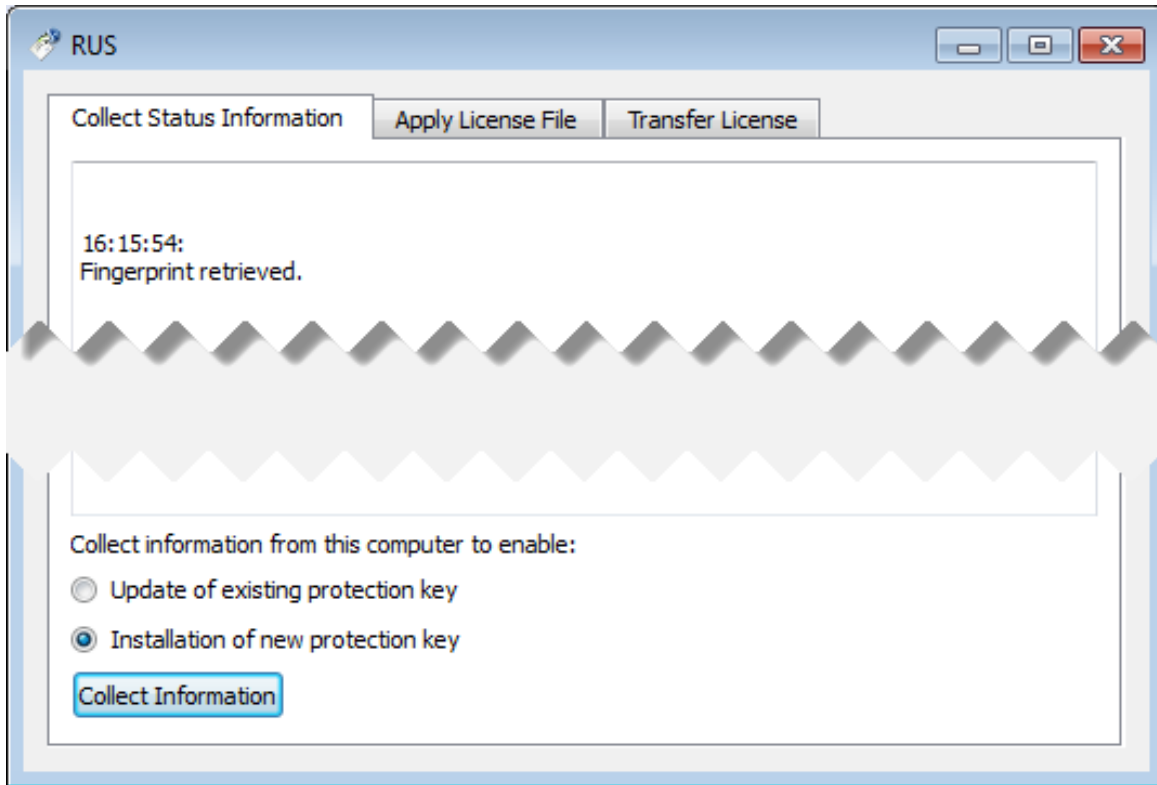 RUS
Collect Status Information
Apply License File
Transfer License
16:15:54:
Fingerprint retrieved.
Collect information from this computer to enable:
Update of existing protection key
Installation of new protection key
Collect Information